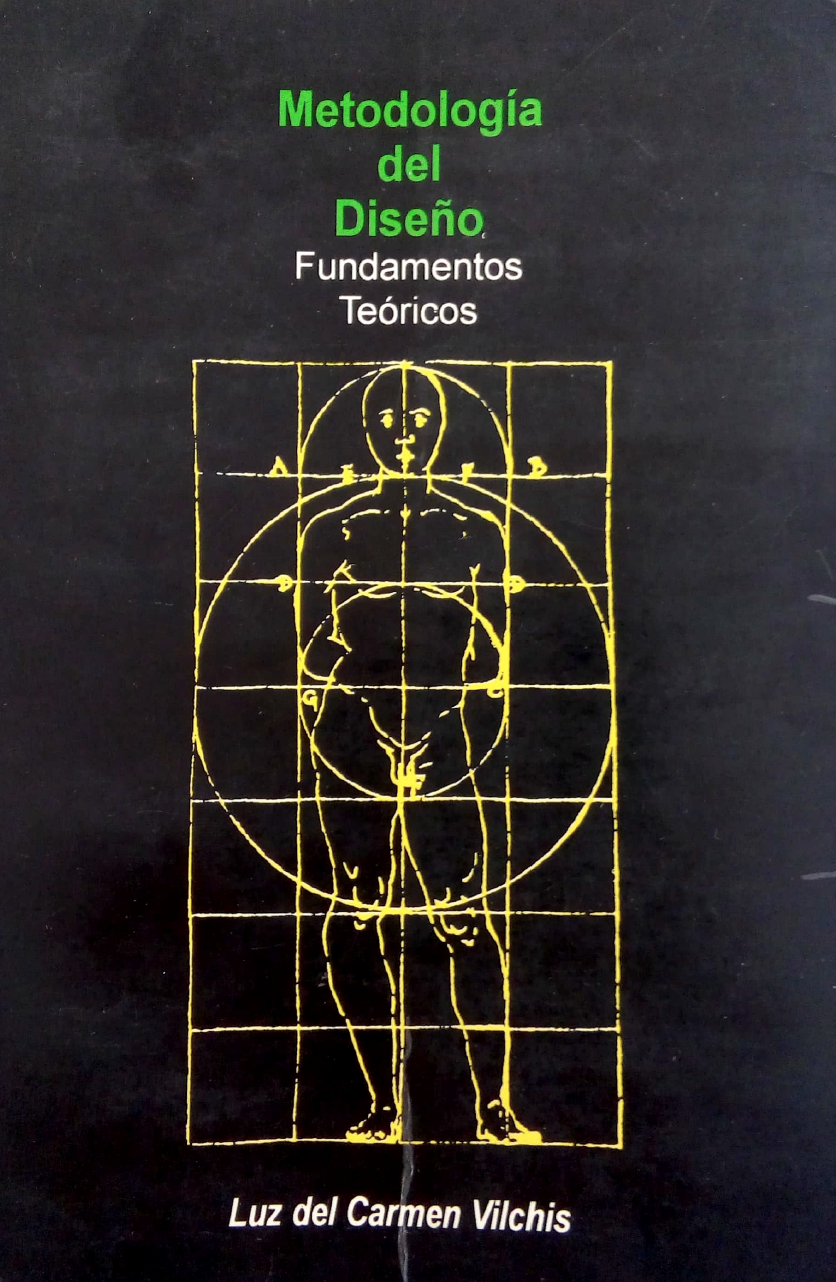 Metodología
del
Diseño
Fundamentos
Teóricos
A E F B
D D
G C
Luz del Carmen Vilchis